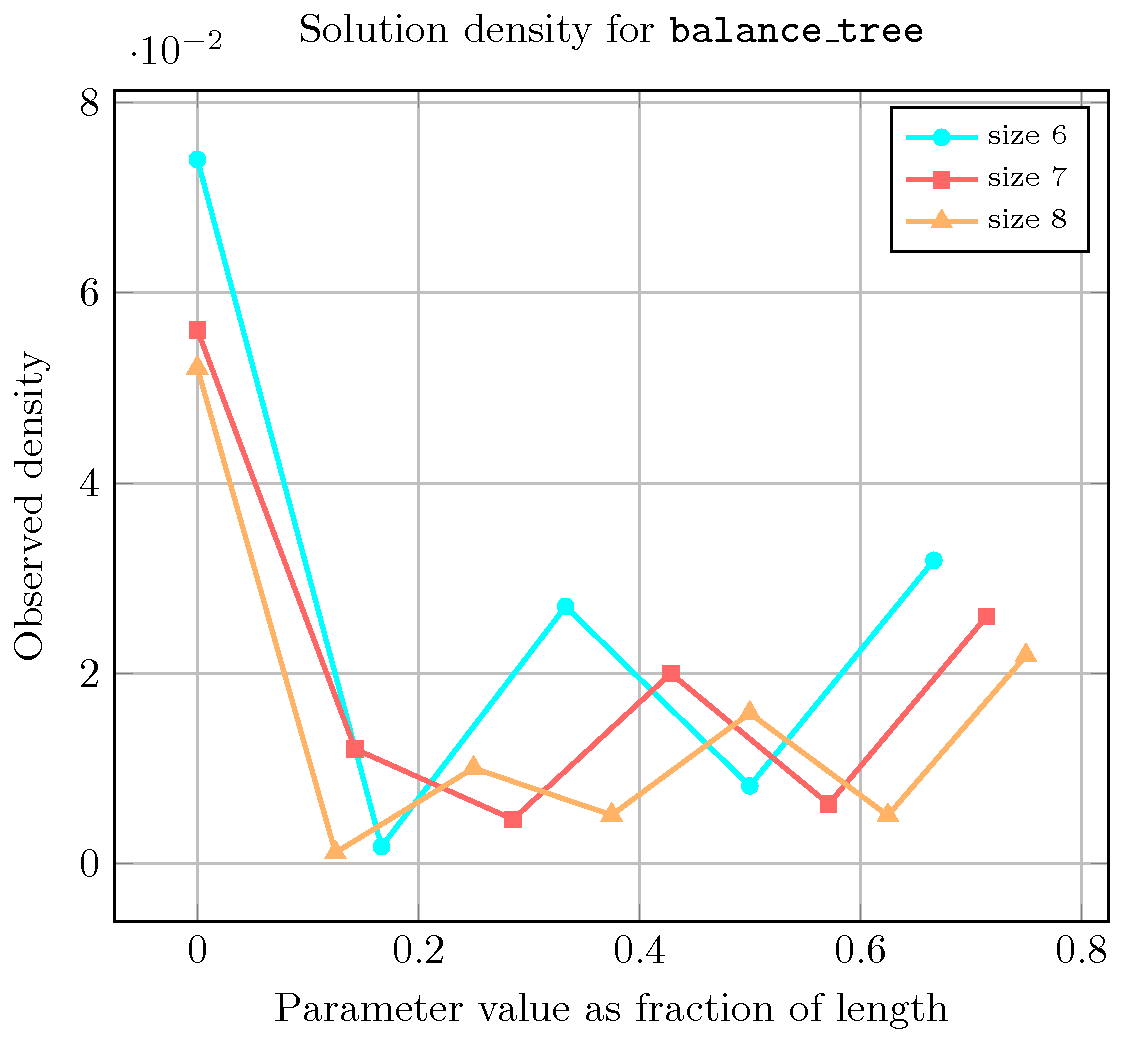 Solution density for balance_tree
·10⁻²
8
6
4
2
0
Observed density
size 6
size 7
size 8
0 0.2 0.4 0.6 0.8
Parameter value as fraction of length